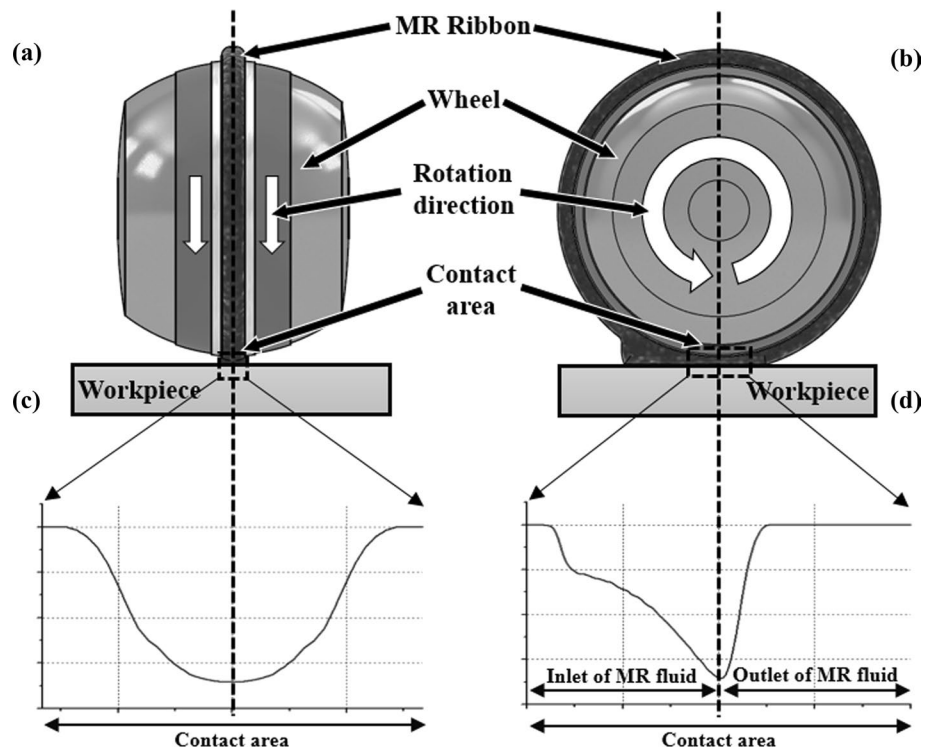 (a)
MR Ribbon
(b)
Wheel
Rotation
direction
Contact
area
Workpiece
Workpiece
(c)
(d)
Inlet of MR fluid
Outlet of MR fluid
Contact area
Contact area